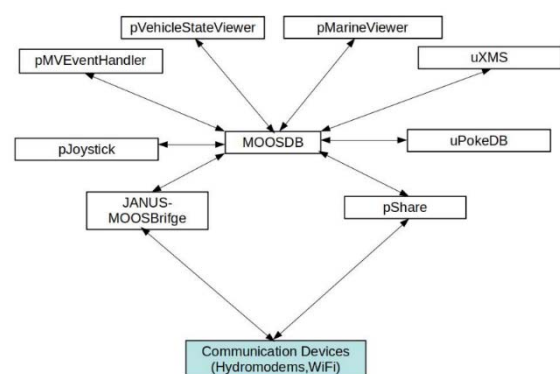 pVehicleStateViewer
pMarineViewer
pMVEventHandler
uXMS
pJoystick
MOOSDB
uPokeDB
JANUS-
MOOSBrifge
pShare
Communication Devices
(Hydromodems,WiFi)